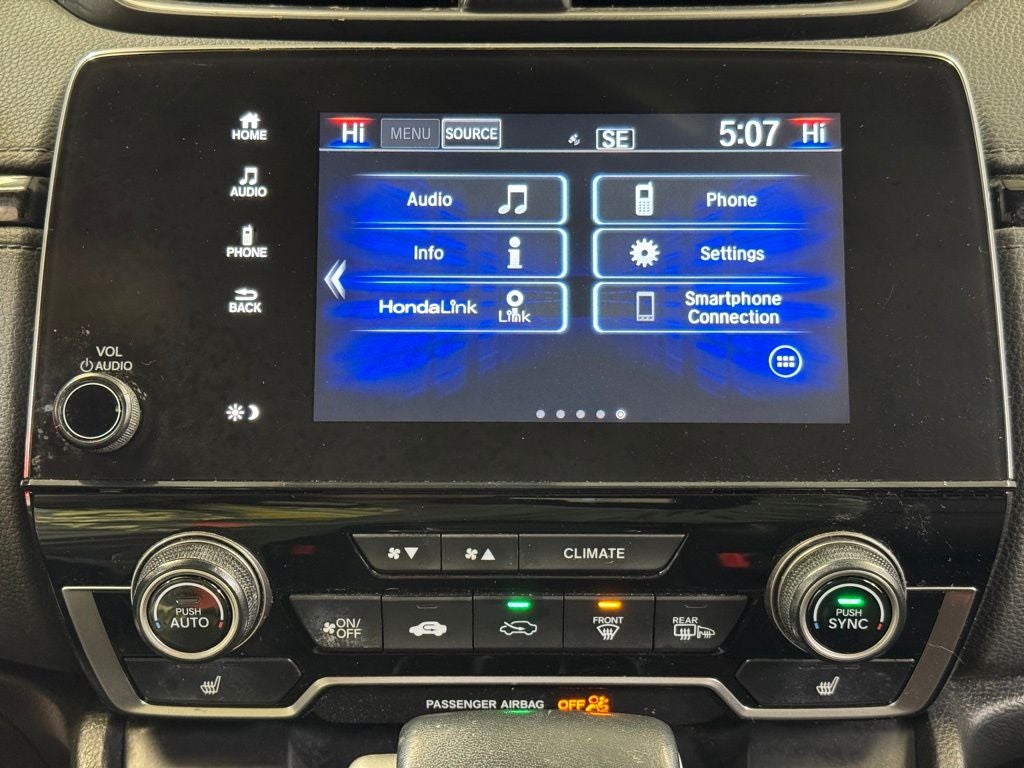 HOME
Hi MENU SOURCE SE 5:07 Hi
AUDIO
Audio
Phone
PHONE
Info
Settings
BACK
HondaLink Link
Smartphone
Connection
VOL
AUDIO
CLIMATE
PUSH
AUTO
ON/
OFF
FRONT
REAR
PUSH
SYNC
PASSENGER AIRBAG OFF